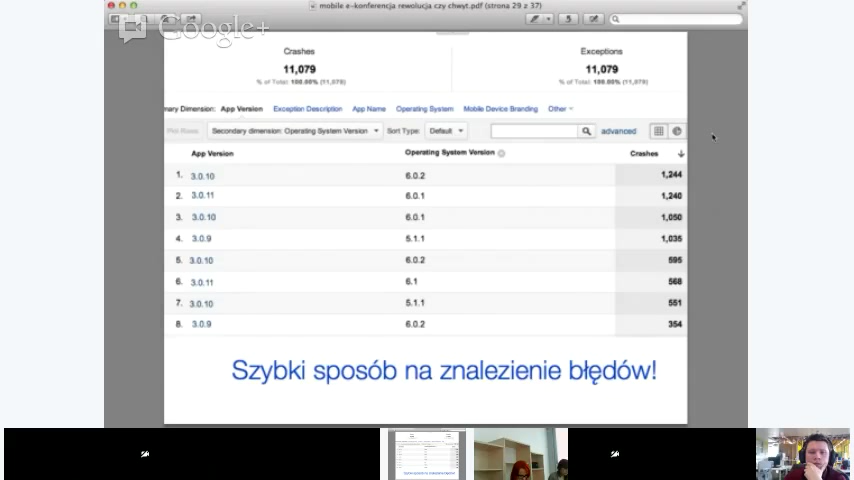 mobile e-konferencja rewolucja czy chwyt.pdf (strona 29 z 37)
Google+
Crashes
Exceptions
11,079
11,079
% of Total: 100.00% (11,079)
% of Total: 100.00% (11,079)
mary Dimension: App Version Exception Description App Name Operating System Mobile Device Branding Other
Plot Rows Secondary dimension: Operating System Version Sort Type: Default advanced
App Version Operating System Version Crashes
1. 3.0.10 6.0.2 1,244
2. 3.0.11 6.0.1 1,240
3. 3.0.10 6.0.1 1,050
4. 3.0.9 5.1.1 1,035
5. 3.0.10 6.0.2 595
6. 3.0.11 6.1 568
7. 3.0.10 5.1.1 551
8. 3.0.9 6.0.2 354
Szybki sposób na znalezienie błędów!